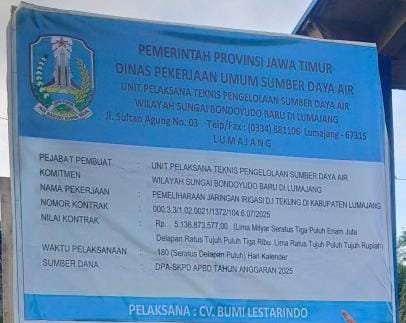 PEMERINTAH PROVINSI JAWA TIMUR
DINAS PEKERJAAN UMUM SUMBER DAYA AIR
UNIT PELAKSANA TEKNIS PENGELOLAAN SUMBER DAYA AIR
WILAYAH SUNGAI BONDOYUDO BARU DI LUMAJANG
Jl. Sultan Agung No. 03 Telp/Fax : (0334) 881106 Lumajang - 67315
LUMAJANG
PEJABAT PEMBUAT : UNIT PELAKSANA TEKNIS PENGELOLAAN SUMBER DAYA AIR
KOMITMEN WILAYAH SUNGAI BONDOYUDO BARU DI LUMAJANG
NAMA PEKERJAAN : PEMELIHARAAN JARINGAN IRIGASI D.I TEKUNG DI KABUPATEN LUMAJANG
NOMOR KONTRAK : 000.3.3/1.02.0021/1372/104.6.07/2025
NILAI KONTRAK : Rp. 5.136.873.577,00 (Lima Milyar Seratus Tiga Puluh Enam Juta
Delapan Ratus Tujuh Puluh Tiga Ribu Lima Ratus Tujuh Puluh Tujuh Rupiah)
WAKTU PELAKSANAAN : 180 (Seratus Delapan Puluh) Hari Kalender
SUMBER DANA : DPA-SKPD APBD TAHUN ANGGARAN 2025
PELAKSANA : CV. BUMI LESTARINDO